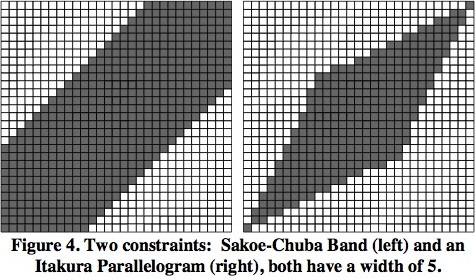 Figure 4. Two constraints: Sakoe-Chuba Band (left) and an
Itakura Parallelogram (right), both have a width of 5.